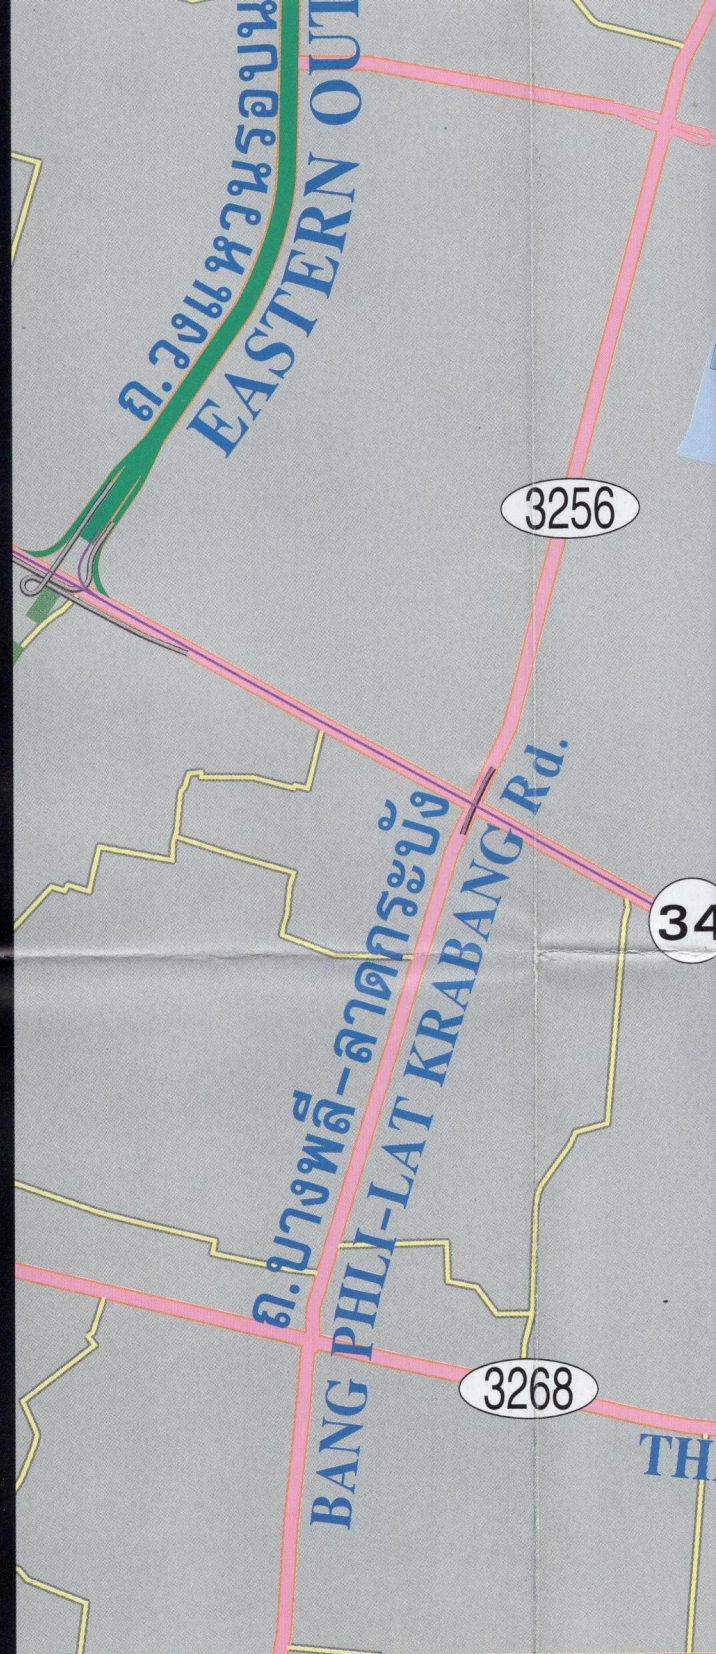 ถ.วงแหวนรอบน
EASTERN OUT
3256
ถ.บางพลี-ลาดกระบัง
BANG PHLI-LAT KRABANG Rd.
34
3268
TH